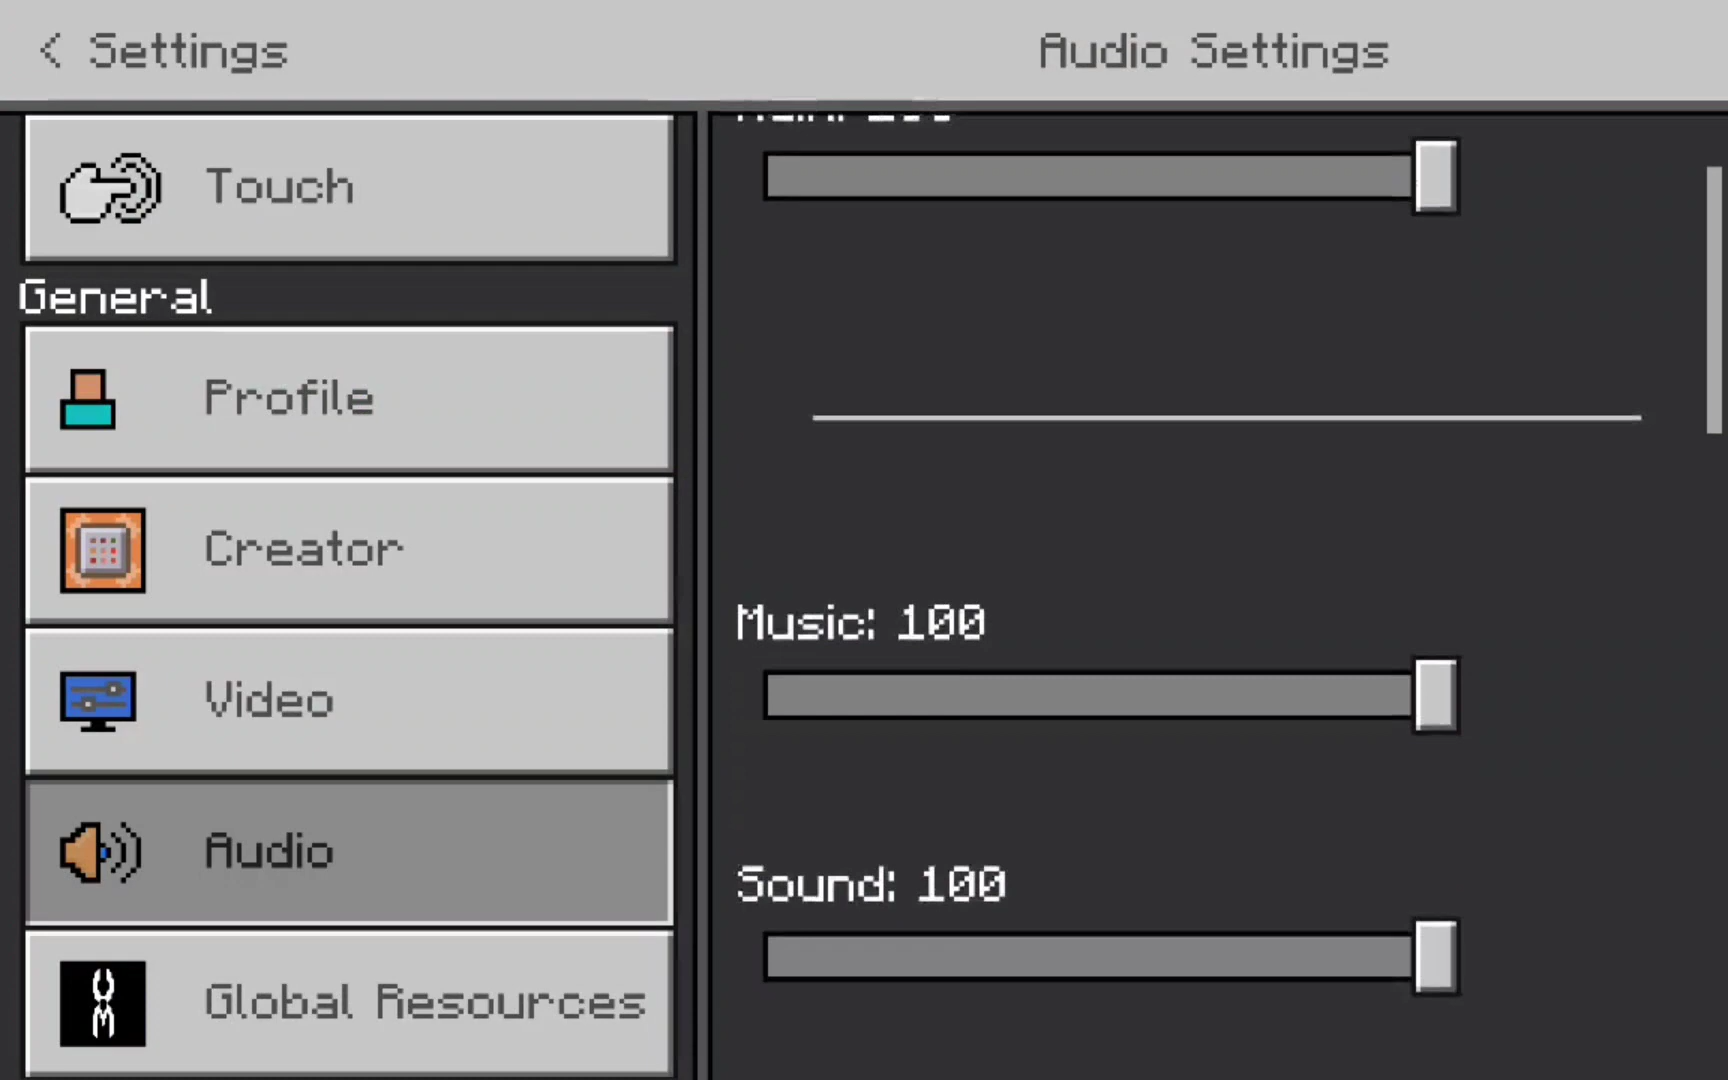 < Settings
Audio Settings
Touch
General
Profile
Creator
Video
Audio
Global Resources
Music: 100
Sound: 100